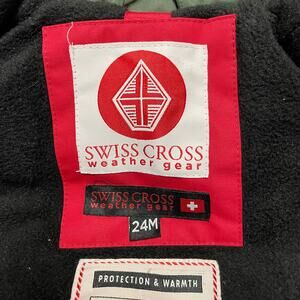 SWISS CROSS
weather gear
SWISS CROSS
weather gear
24M
PROTECTION & WARMTH